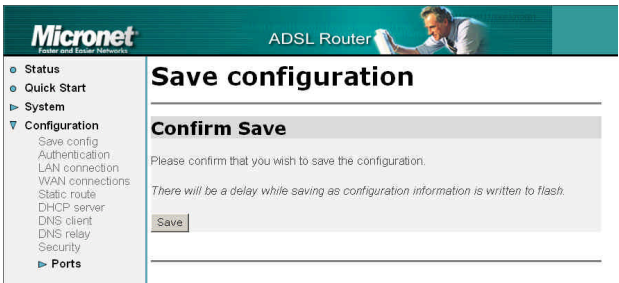 Micronet
Faster and Easier Networks
ADSL Router
Status
Quick Start
System
Configuration
Save config
Authentication
LAN connection
WAN connections
Static route
DHCP server
DNS client
DNS relay
Security
Ports
Save configuration
Confirm Save
Please confirm that you wish to save the configuration.
There will be a delay while saving as configuration information is written to flash.
Save